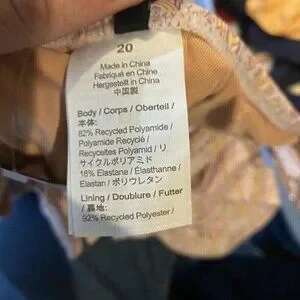 20
Made in China
Fabriqué en Chine
Hergestellt in China
中国製
Body / Corps / Oberteil /
本体:
82% Recycled Polyamide /
Polyamide Recyclé /
Recyceltes Polyamid / リ
サイクルポリアミド
18% Elastane / Élasthanne /
Elastan / ポリウレタン
Lining / Doublure / Futter
/ 裏地:
92% Recycled Polyester /